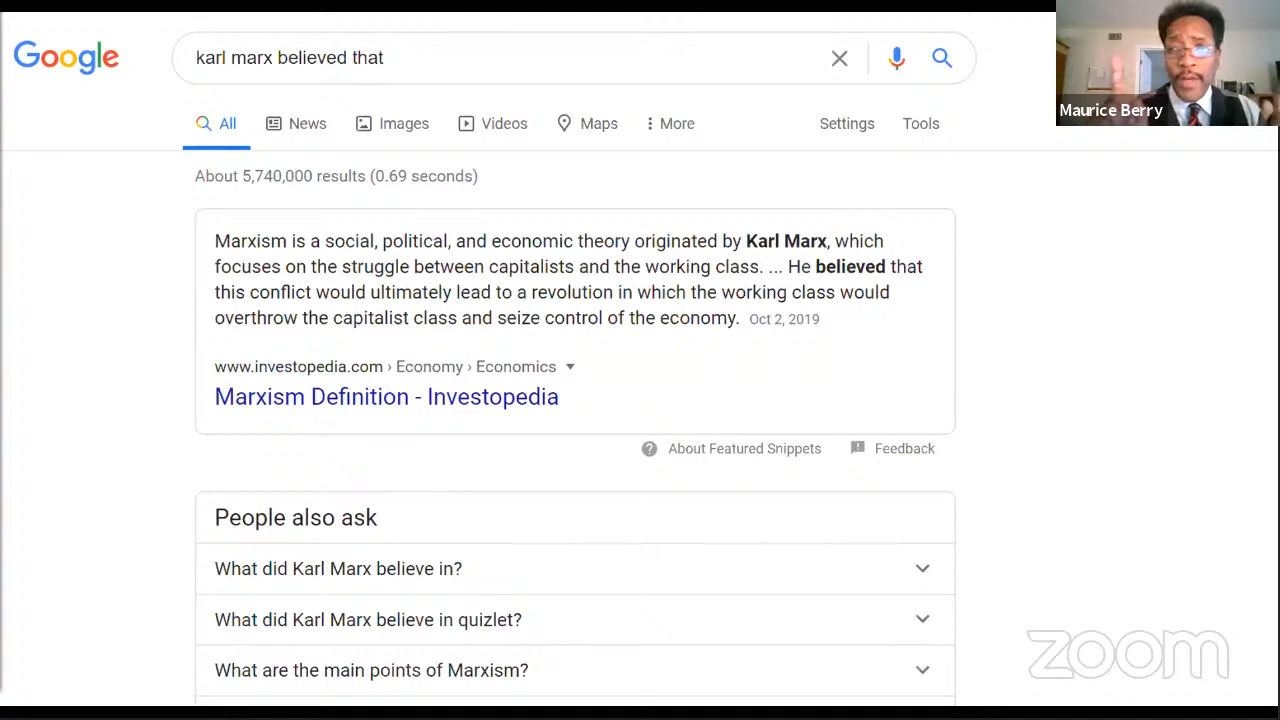 Google
karl marx believed that
All News Images Videos Maps More Settings Tools
Maurice Berry
About 5,740,000 results (0.69 seconds)
Marxism is a social, political, and economic theory originated by Karl Marx, which
focuses on the struggle between capitalists and the working class. ... He believed that
this conflict would ultimately lead to a revolution in which the working class would
overthrow the capitalist class and seize control of the economy. Oct 2, 2019
www.investopedia.com › Economy › Economics
Marxism Definition - Investopedia
About Featured Snippets Feedback
People also ask
What did Karl Marx believe in?
What did Karl Marx believe in quizlet?
What are the main points of Marxism?
zoom